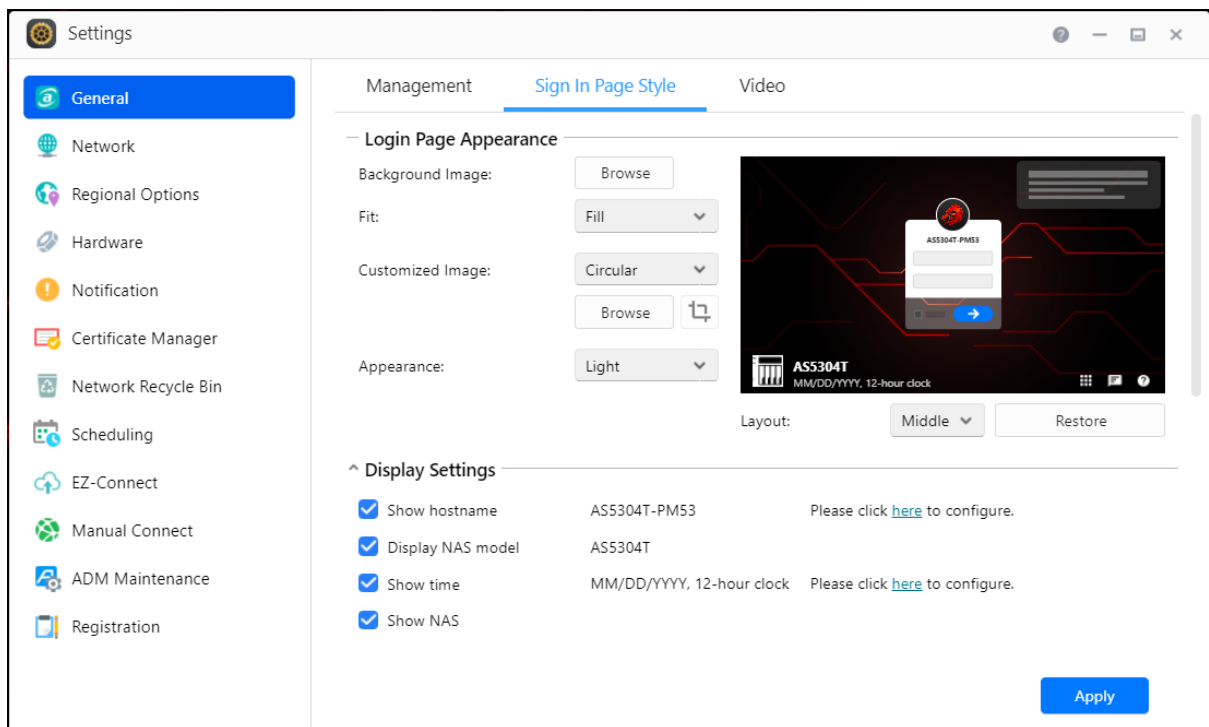 Settings
General
Network
Regional Options
Hardware
Notification
Certificate Manager
Network Recycle Bin
Scheduling
EZ-Connect
Manual Connect
ADM Maintenance
Registration
Management Sign In Page Style Video
Login Page Appearance
Background Image: Browse
Fit: Fill
Customized Image: Circular
Browse
Appearance: Light
AS5304T-PM53
AS5304T
MM/DD/YYYY, 12-hour clock
Layout: Middle Restore
Display Settings
Show hostname AS5304T-PM53 Please click here to configure.
Display NAS model AS5304T
Show time MM/DD/YYYY, 12-hour clock Please click here to configure.
Show NAS
Apply